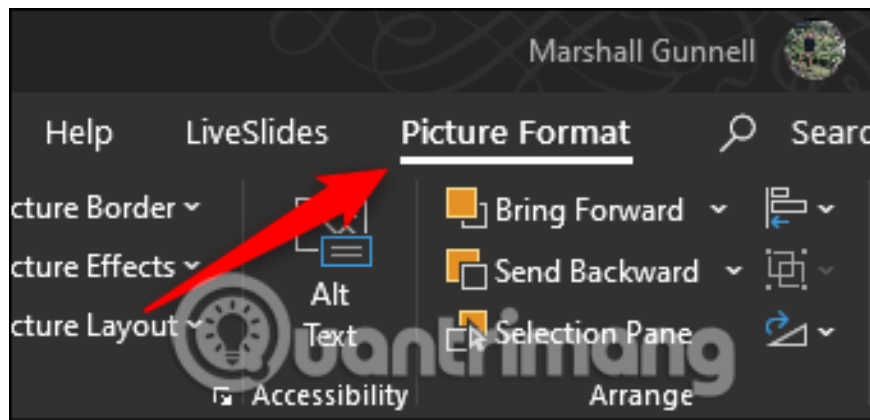 Marshall Gunnell
Help LiveSlides Picture Format Searc
cture Border Bring Forward
cture Effects Send Backward
cture Layout Alt Text Selection Pane
Accessibility Arrange
Quantrimang